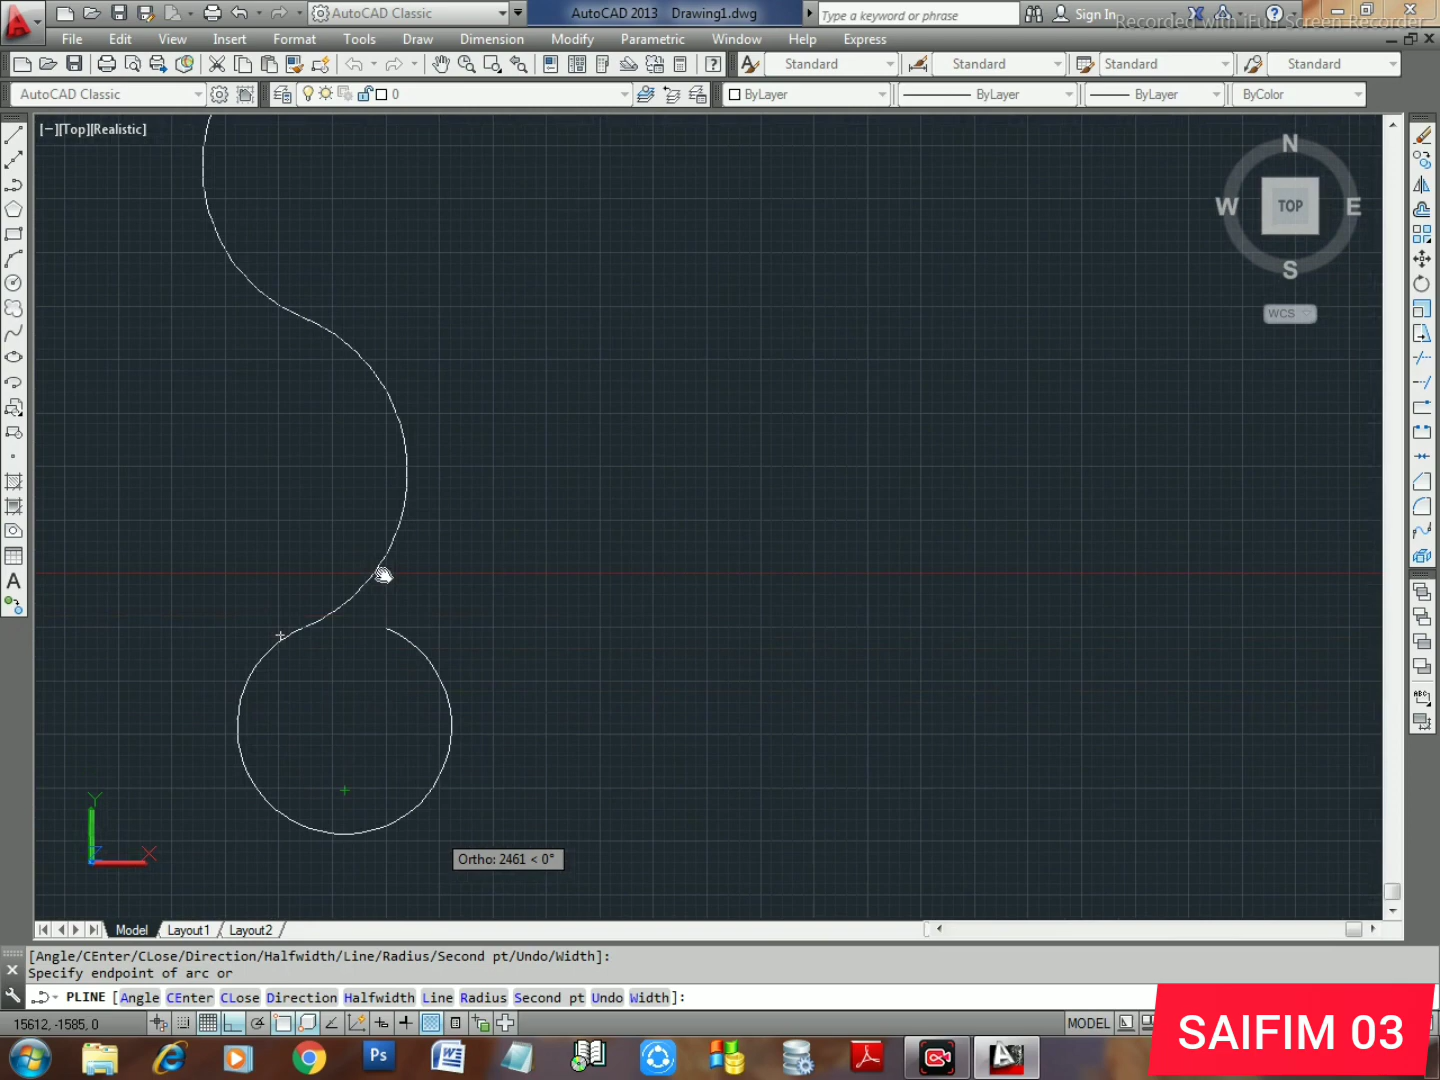 AutoCAD Classic
AutoCAD 2013 Drawing1.dwg
Type a keyword or phrase
Sign In
Recorded with iFun Screen Recorder
File Edit View Insert Format Tools Draw Dimension Modify Parametric Window Help Express
Standard Standard Standard Standard
AutoCAD Classic 0 ByLayer ByLayer ByLayer ByColor
[−][Top][Realistic]
N
W TOP E
S
WCS
Ortho: 2461 < 0°
Y
X
Model Layout1 Layout2
[Angle/CEnter/CLose/Direction/Halfwidth/Line/Radius/Second pt/Undo/Width]:
Specify endpoint of arc or
PLINE [Angle CEnter CLose Direction Halfwidth Line Radius Second pt Undo Width]:
15612, -1585, 0
MODEL
SAIFIM 03
Ps